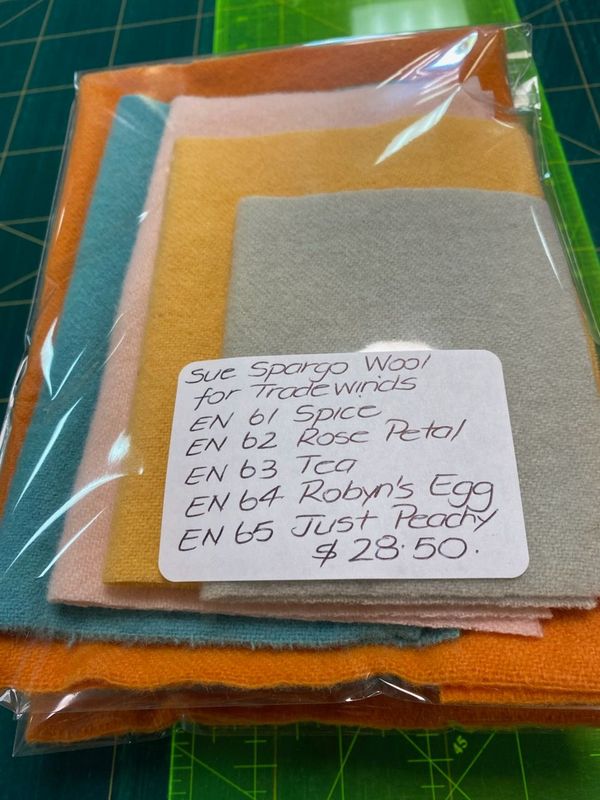 Sue Spargo Wool
for Tradewinds
EN 61 Spice
EN 62 Rose Petal
EN 63 Tea
EN 64 Robyn's Egg
EN 65 Just Peachy
$28.50.
45